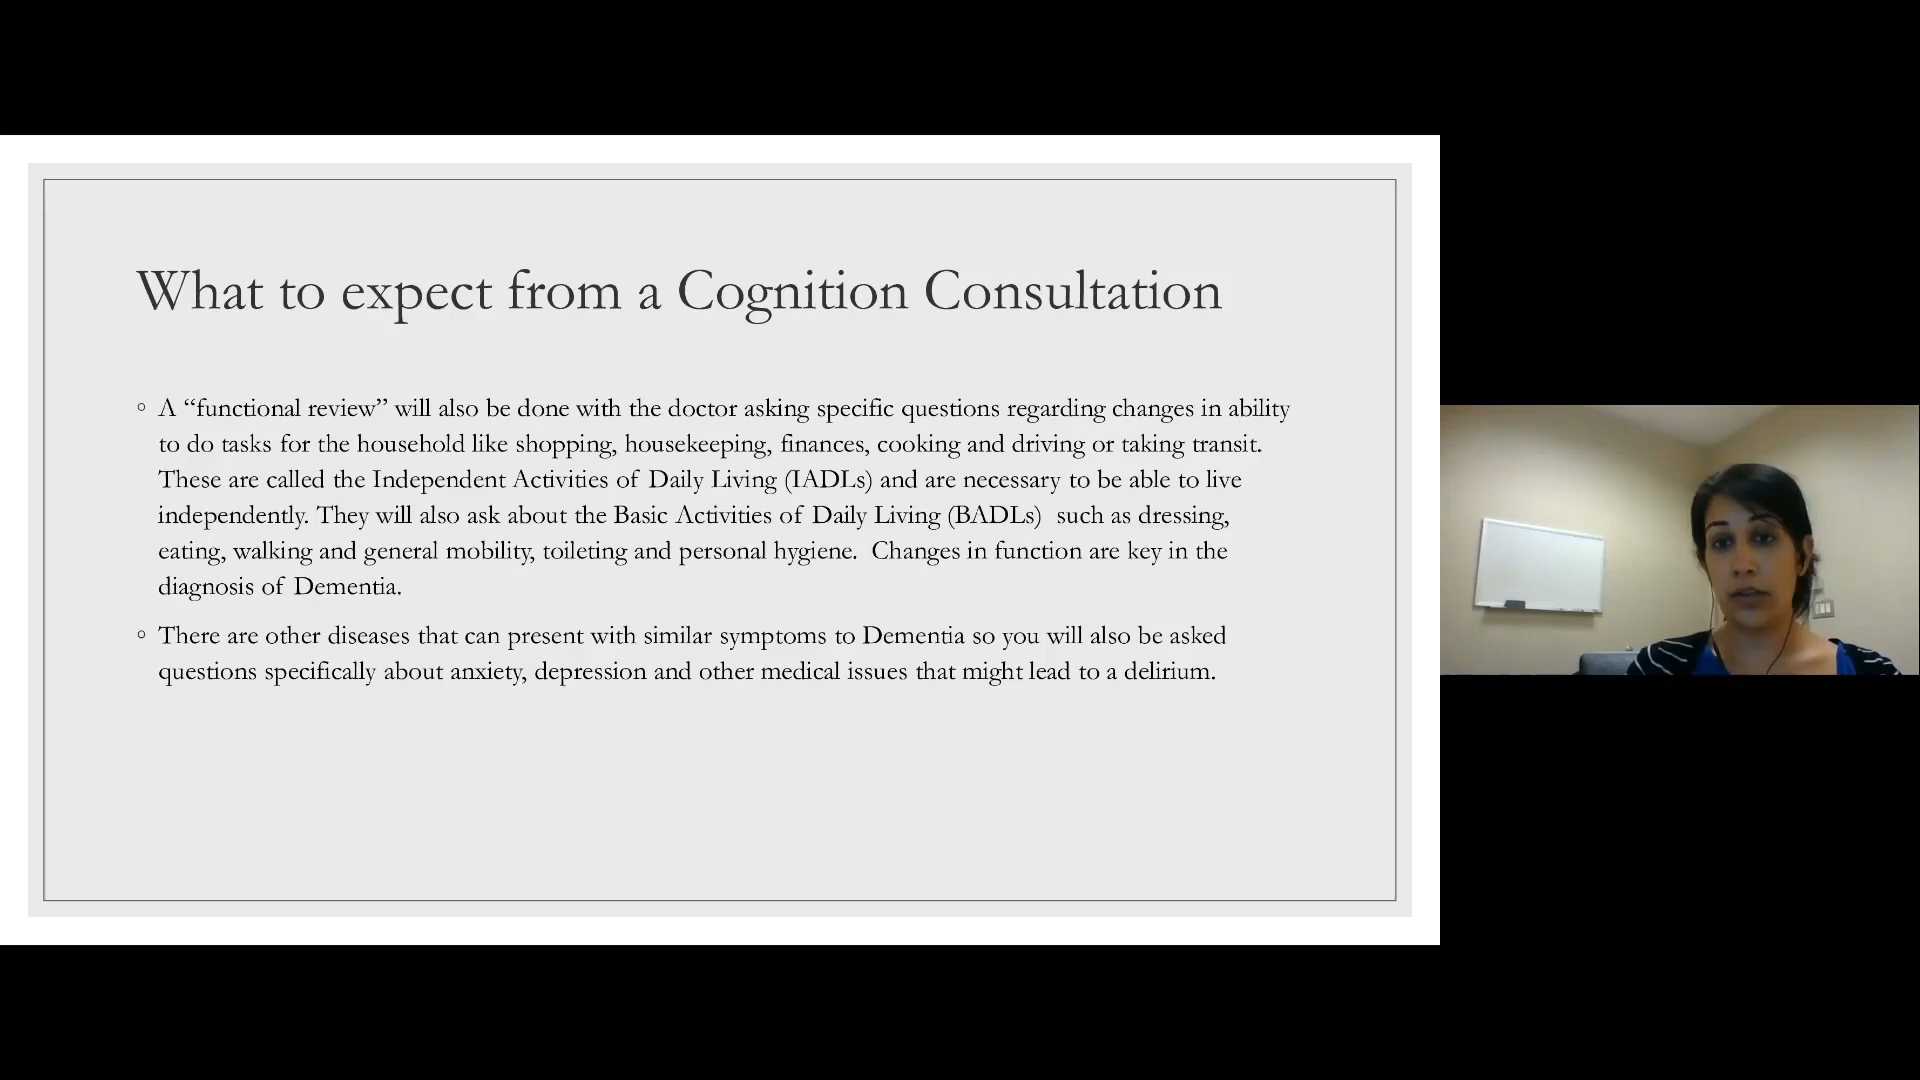 What to expect from a Cognition Consultation
◦ A “functional review” will also be done with the doctor asking specific questions regarding changes in ability
to do tasks for the household like shopping, housekeeping, finances, cooking and driving or taking transit.
These are called the Independent Activities of Daily Living (IADLs) and are necessary to be able to live
independently. They will also ask about the Basic Activities of Daily Living (BADLs)  such as dressing,
eating, walking and general mobility, toileting and personal hygiene.  Changes in function are key in the
diagnosis of Dementia.
◦ There are other diseases that can present with similar symptoms to Dementia so you will also be asked
questions specifically about anxiety, depression and other medical issues that might lead to a delirium.